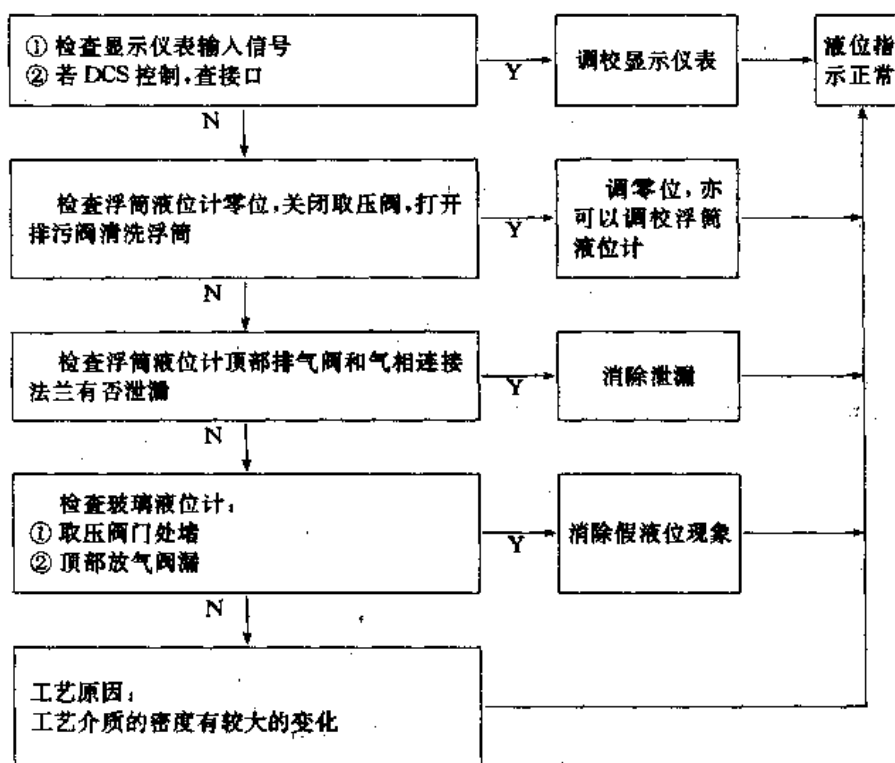 ① 检查显示仪表输入信号
② 若 DCS 控制,查接口
Y
调校显示仪表
液位指
示正常
N
检查浮筒液位计零位,关闭取压阀,打开
排污阀清洗浮筒
Y
调零位,亦
可以调校浮筒
液位计
N
检查浮筒液位计顶部排气阀和气相连接
法兰有否泄漏
Y
消除泄漏
N
检查玻璃液位计:
① 取压阀门处堵
② 顶部放气阀漏
Y
消除假液位现象
N
工艺原因:
工艺介质的密度有较大的变化